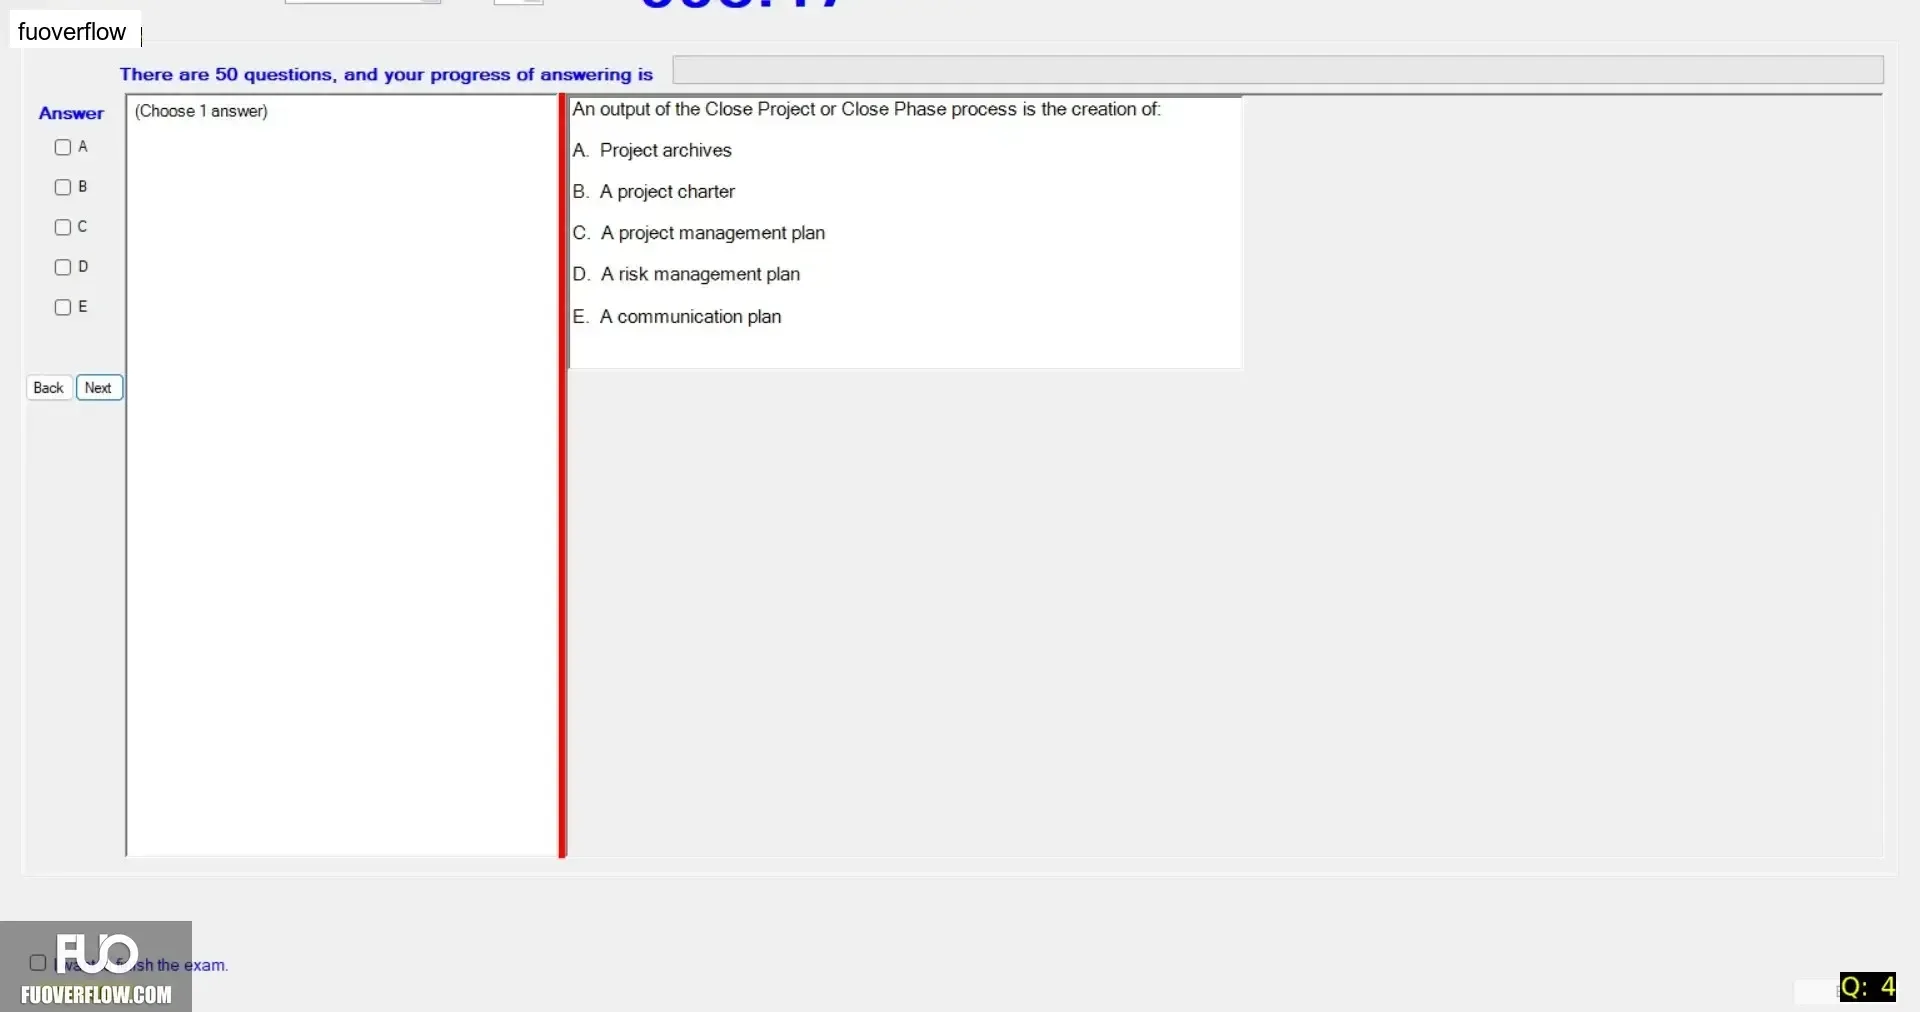 fuoverflow
There are 50 questions, and your progress of answering is
Answer
(Choose 1 answer)
A
B
C
D
E
Back Next
An output of the Close Project or Close Phase process is the creation of:
A. Project archives
B. A project charter
C. A project management plan
D. A risk management plan
E. A communication plan
FUO
the exam.
FUOVERFLOW.COM
Q: 4